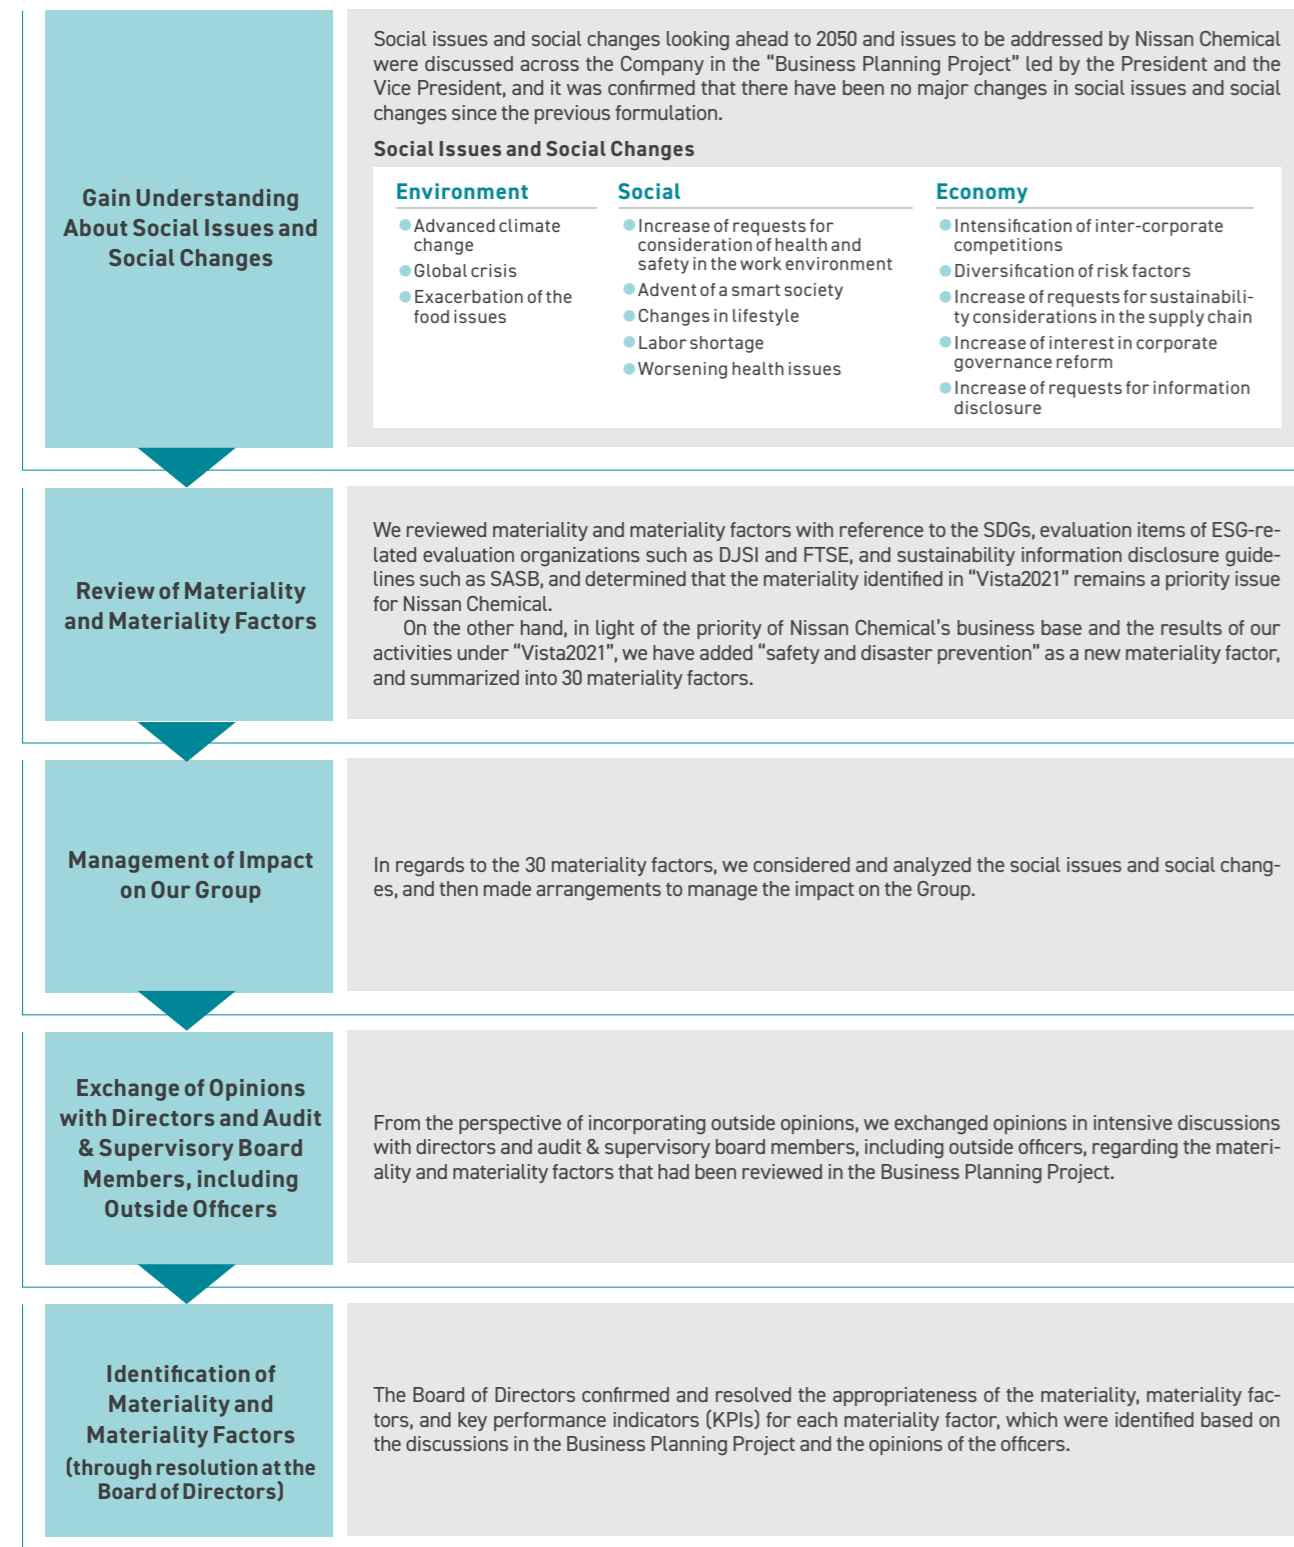 Gain Understanding
About Social Issues and
Social Changes
Social issues and social changes looking ahead to 2050 and issues to be addressed by Nissan Chemical
were discussed across the Company in the “Business Planning Project” led by the President and the
Vice President, and it was confirmed that there have been no major changes in social issues and social
changes since the previous formulation.
Social Issues and Social Changes
Environment
●Advanced climate
change
●Global crisis
●Exacerbation of the
food issues
Social
●Increase of requests for
consideration of health and
safety in the work environment
●Advent of a smart society
●Changes in lifestyle
●Labor shortage
●Worsening health issues
Economy
●Intensification of inter-corporate
competitions
●Diversification of risk factors
●Increase of requests for sustainabili-
ty considerations in the supply chain
●Increase of interest in corporate
governance reform
●Increase of requests for information
disclosure
Review of Materiality
and Materiality Factors
We reviewed materiality and materiality factors with reference to the SDGs, evaluation items of ESG-re-
lated evaluation organizations such as DJSI and FTSE, and sustainability information disclosure guide-
lines such as SASB, and determined that the materiality identified in “Vista2021” remains a priority issue
for Nissan Chemical.
On the other hand, in light of the priority of Nissan Chemical's business base and the results of our
activities under “Vista2021”, we have added “safety and disaster prevention” as a new materiality factor,
and summarized into 30 materiality factors.
Management of Impact
on Our Group
In regards to the 30 materiality factors, we considered and analyzed the social issues and social chang-
es, and then made arrangements to manage the impact on the Group.
Exchange of Opinions
with Directors and Audit
& Supervisory Board
Members, including
Outside Officers
From the perspective of incorporating outside opinions, we exchanged opinions in intensive discussions
with directors and audit & supervisory board members, including outside officers, regarding the materi-
ality and materiality factors that had been reviewed in the Business Planning Project.
Identification of
Materiality and
Materiality Factors
(through resolution at the
Board of Directors)
The Board of Directors confirmed and resolved the appropriateness of the materiality, materiality fac-
tors, and key performance indicators (KPIs) for each materiality factor, which were identified based on
the discussions in the Business Planning Project and the opinions of the officers.